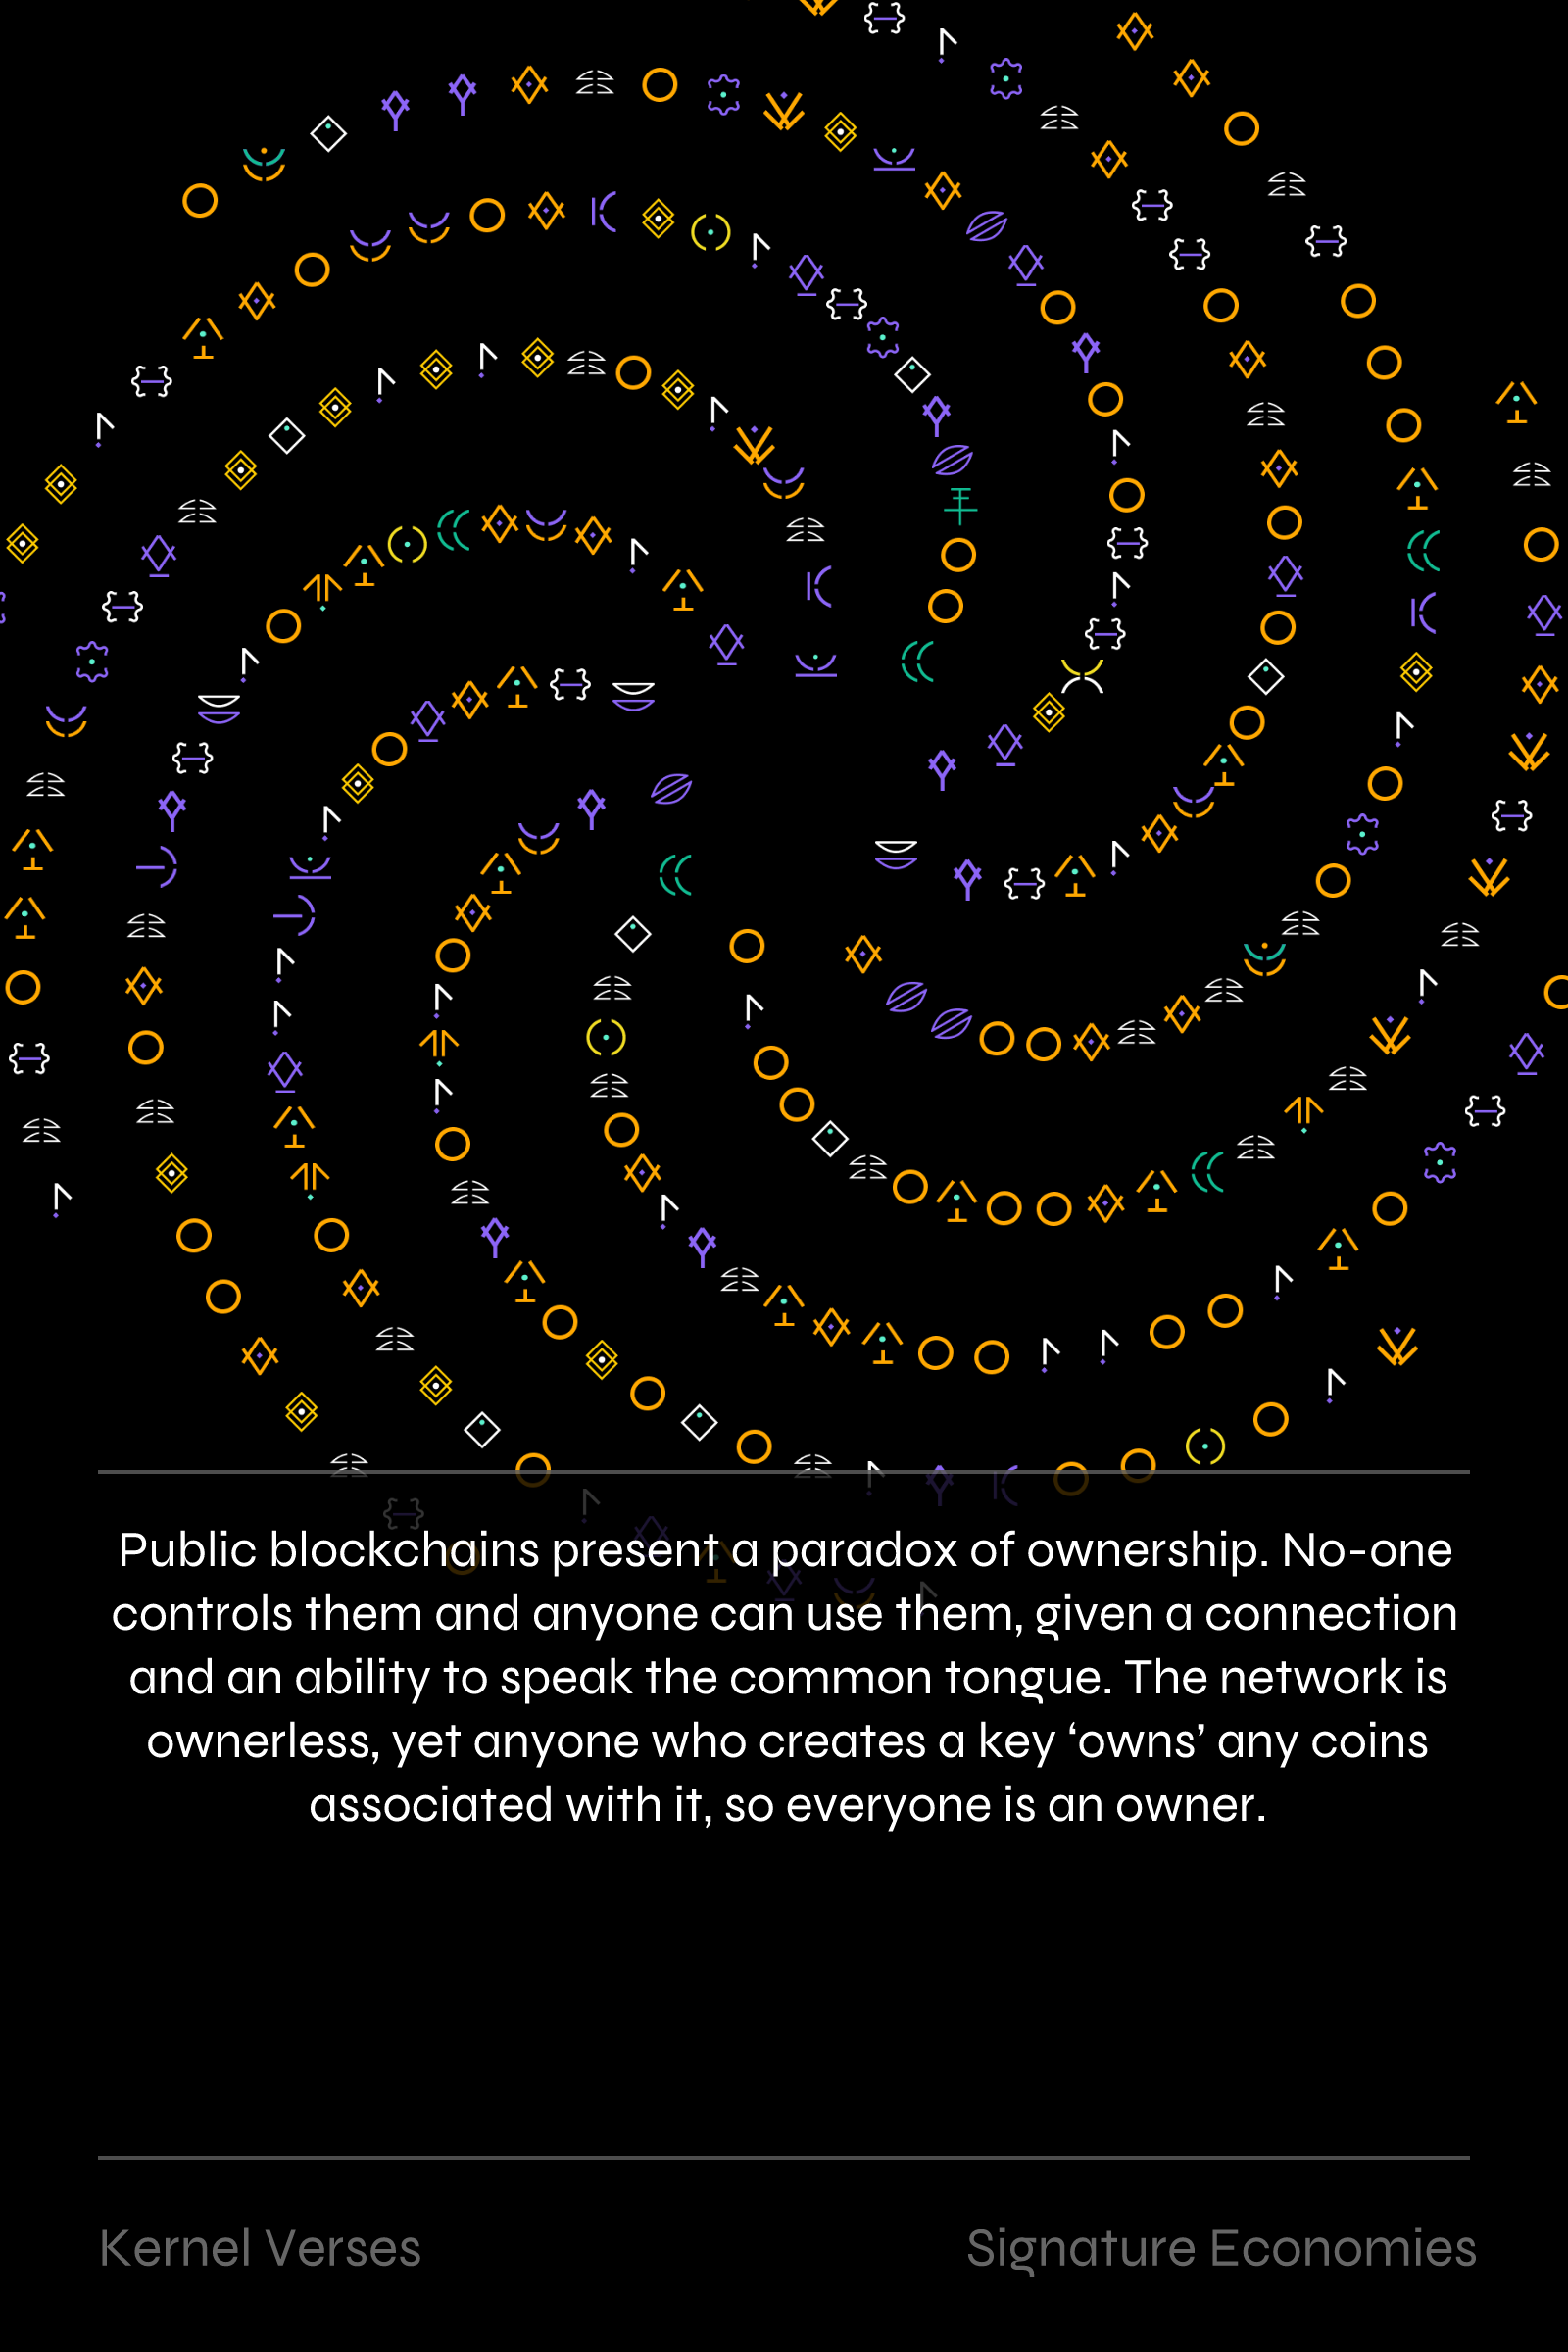 Public blockchains present a paradox of ownership. No-one
controls them and anyone can use them, given a connection
and an ability to speak the common tongue. The network is
ownerless, yet anyone who creates a key ‘owns’ any coins
associated with it, so everyone is an owner.
Kernel Verses
Signature Economies